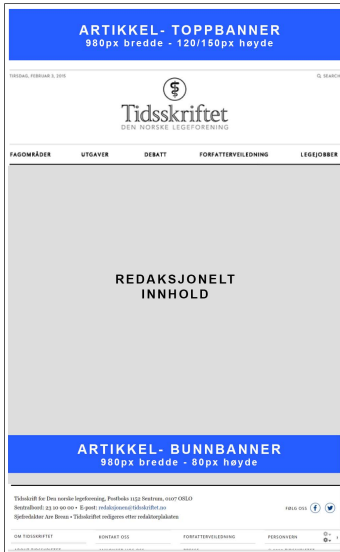 ARTIKKEL- TOPPBANNER
980px bredde - 120/150px høyde
TIRSDAG, FEBRUAR 5, 2019
SEARCH
Tidsskriftet
DEN NORSKE LEGEFORENING
FAGOMRÅDER UTGAVER DEBATT FORFATTERVEILEDNING LEGEJOBBER
REDAKSJONELT
INNHOLD
ARTIKKEL- BUNNBANNER
980px bredde - 80px høyde
Tidsskrift for Den norske legeforening, Postboks 1152 Sentrum, 0107 OSLO
Sentralbord: 23 10 90 00 • E-post: redaksjonen@tidsskriftet.no
Sjefredaktør Are Brean • Tidsskriftet redigeres etter redaktørplakaten
FØLG OSS
OM TIDSSKRIFTET KONTAKT OSS FORFATTERVEILEDNING PERSONVERN